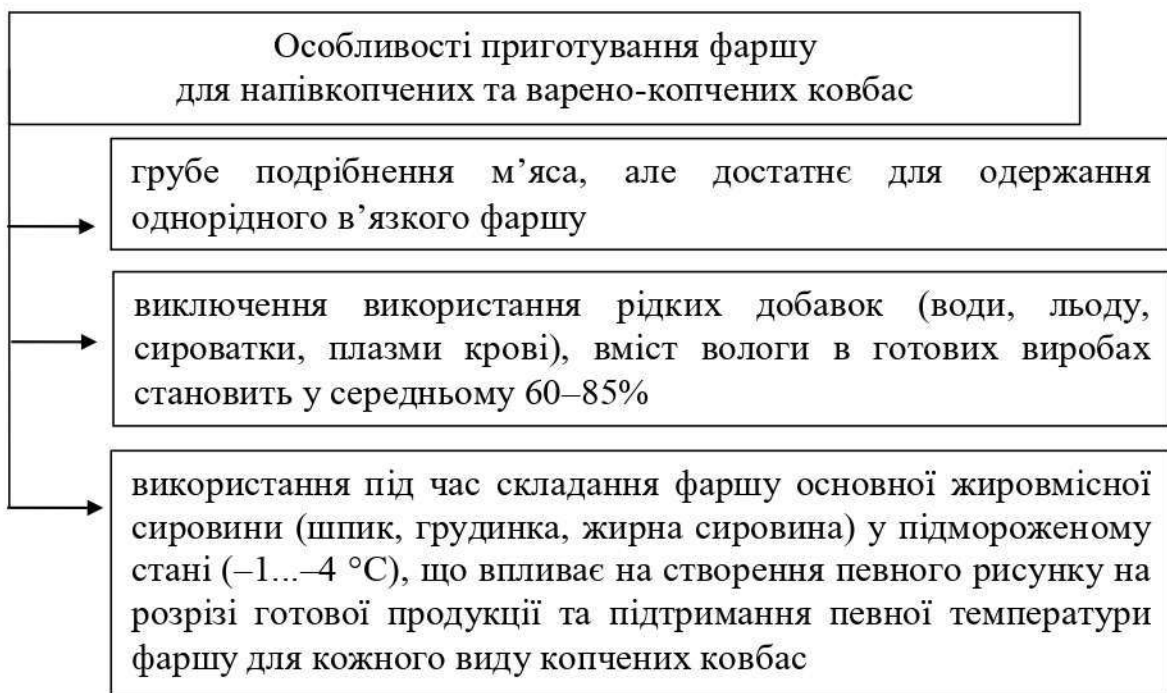 Особливості приготування фаршу
для напівкопчених та варено-копчених ковбас
грубе подрібнення м’яса, але достатнє для одержання
однорідного в’язкого фаршу
виключення використання рідких добавок (води, льоду,
сироватки, плазми крові), вміст вологи в готових виробах
становить у середньому 60–85%
використання під час складання фаршу основної жировмісної
сировини (шпик, грудинка, жирна сировина) у підмороженому
стані (–1...–4 °С), що впливає на створення певного рисунку на
розрізі готової продукції та підтримання певної температури
фаршу для кожного виду копчених ковбас